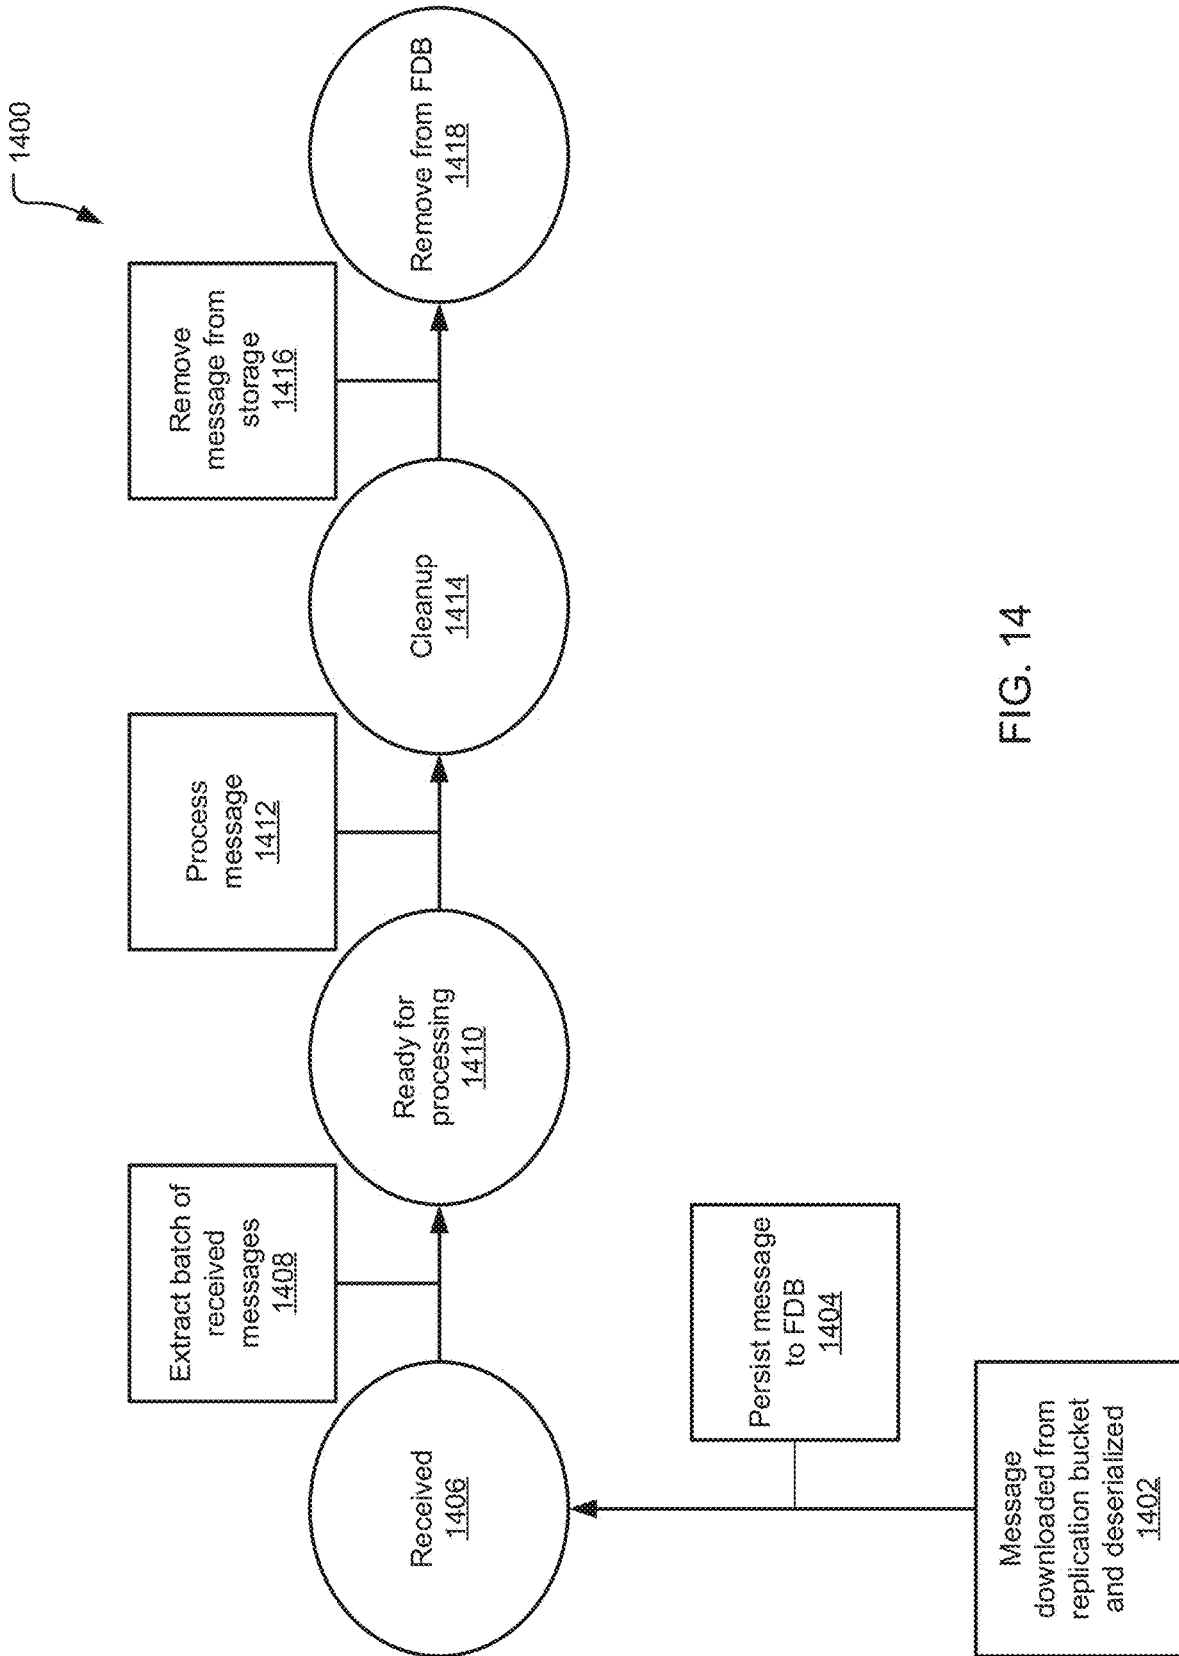 1400
Message
downloaded from
replication bucket
and deserialized
1402
Persist message
to FDB
1404
Received
1406
Extract batch of
received
messages
1408
Ready for
processing
1410
Process
message
1412
Cleanup
1414
Remove
message from
storage
1416
Remove from FDB
1418
FIG. 14